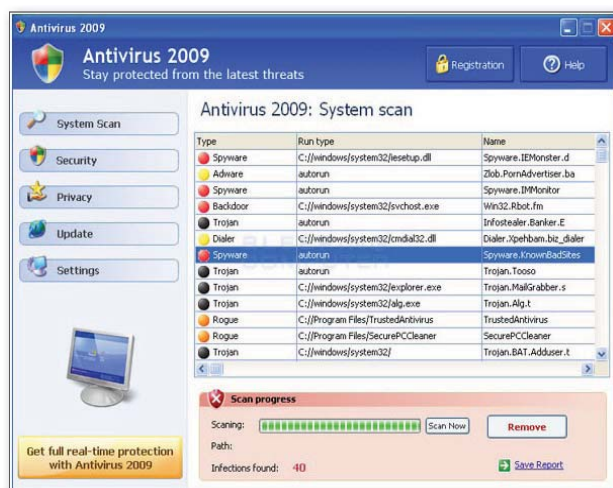 Antivirus 2009
Antivirus 2009
Stay protected from the latest threats
Registration
Help
System Scan
Security
Privacy
Update
Settings
Get full real-time protection
with Antivirus 2009
Antivirus 2009: System scan
Type Run type Name
Spyware C://windows/system32/iesetup.dll Spyware.IEMonster.d
Adware autorun Zlob.PornAdvertiser.ba
Spyware autorun Spyware.IMMonitor
Backdoor C://windows/system32/svchost.exe Win32.Rbot.fm
Trojan autorun Infostealer.Banker.E
Dialer C://windows/system32/cmdial32.dll Dialer.Xpehbam.biz_dialer
Spyware autorun Spyware.KnownBadSites
Trojan autorun Trojan.Tooso
Trojan C://windows/system32/explorer.exe Trojan.MailGrabber.s
Trojan C://windows/system32/alg.exe Trojan.Alg.t
Rogue C://Program Files/TrustedAntivirus TrustedAntivirus
Rogue C://Program Files/SecurePCCleaner SecurePCCleaner
Trojan C://windows/system32/ Trojan.BAT.Adduser.t
Scan progress
Scaning:
Scan Now
Remove
Path:
Infections found: 40
Save Report